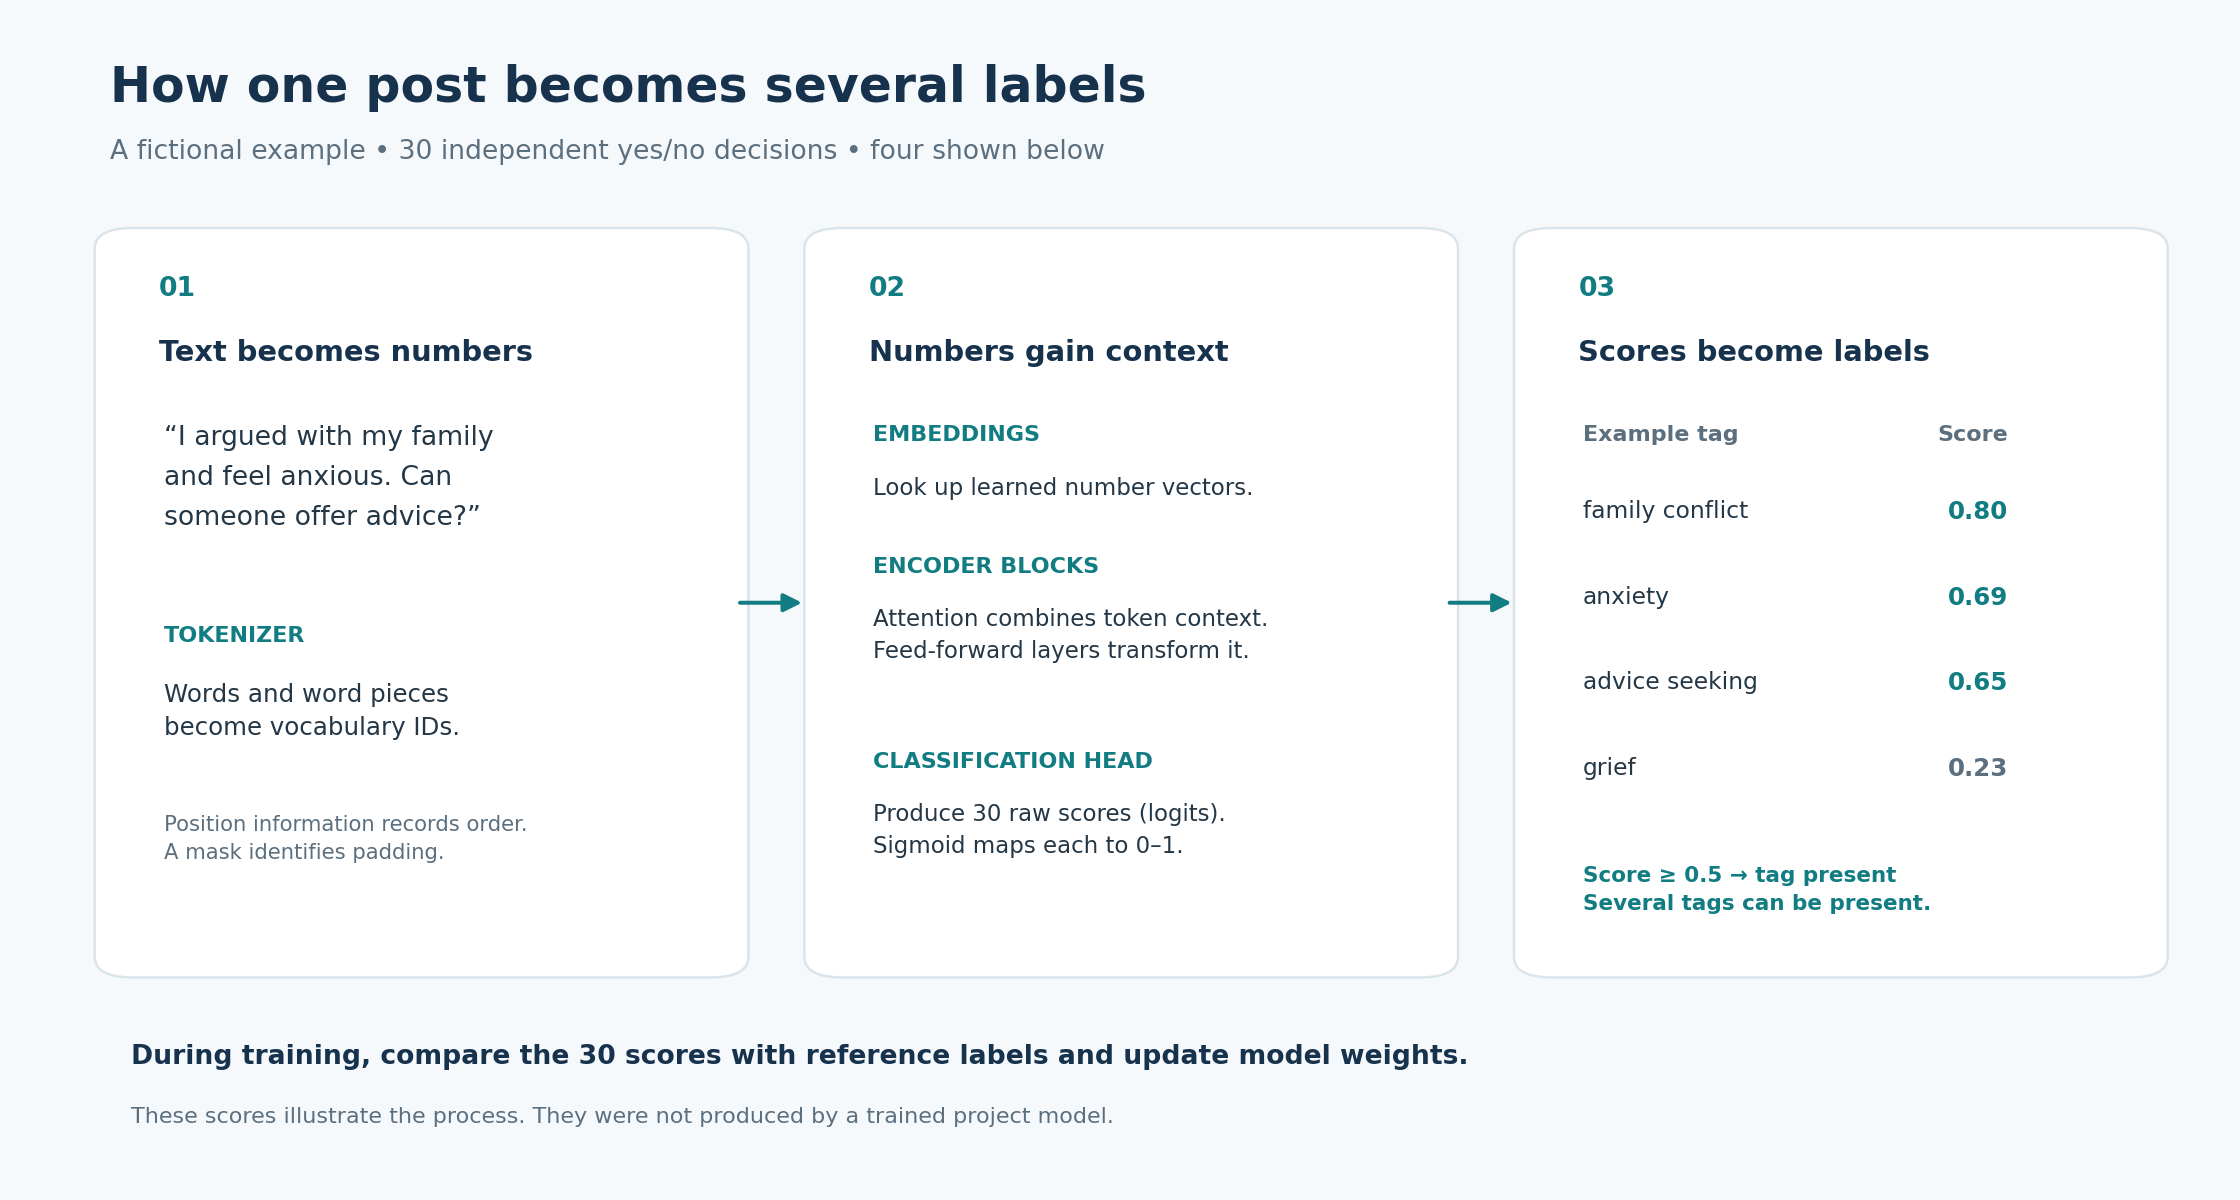 How one post becomes several labels
A fictional example • 30 independent yes/no decisions • four shown below
01
Text becomes numbers
“I argued with my family
and feel anxious. Can
someone offer advice?”
TOKENIZER
Words and word pieces
become vocabulary IDs.
Position information records order.
A mask identifies padding.
02
Numbers gain context
EMBEDDINGS
Look up learned number vectors.
ENCODER BLOCKS
Attention combines token context.
Feed-forward layers transform it.
CLASSIFICATION HEAD
Produce 30 raw scores (logits).
Sigmoid maps each to 0–1.
03
Scores become labels
Example tag Score
family conflict 0.80
anxiety 0.69
advice seeking 0.65
grief 0.23
Score ≥ 0.5 → tag present
Several tags can be present.
During training, compare the 30 scores with reference labels and update model weights.
These scores illustrate the process. They were not produced by a trained project model.